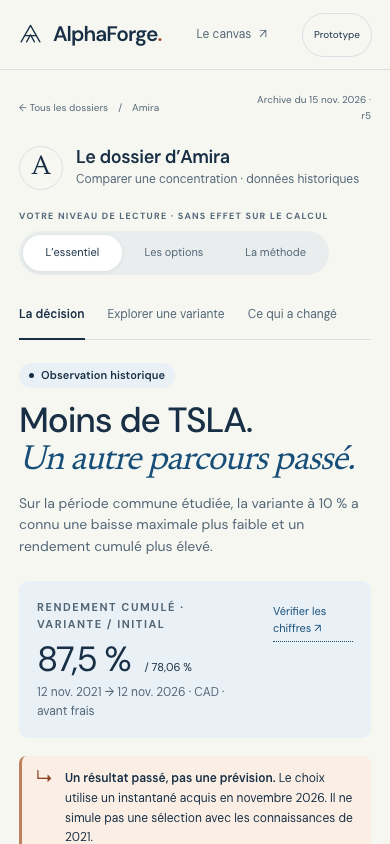 AlphaForge.
Le canvas ↗
Prototype
← Tous les dossiers / Amira
Archive du 15 nov. 2026 ·
r5
A
Le dossier d’Amira
Comparer une concentration · données historiques
VOTRE NIVEAU DE LECTURE · SANS EFFET SUR LE CALCUL
L’essentiel
Les options
La méthode
La décision
Explorer une variante
Ce qui a changé
Observation historique
Moins de TSLA.
Un autre parcours passé.
Sur la période commune étudiée, la variante à 10 % a
connu une baisse maximale plus faible et un
rendement cumulé plus élevé.
RENDEMENT CUMULÉ ·
VARIANTE / INITIAL
87,5 % / 78,06 %
12 nov. 2021 → 12 nov. 2026 · CAD ·
avant frais
Vérifier les
chiffres ↗
Un résultat passé, pas une prévision. Le choix
utilise un instantané acquis en novembre 2026. Il ne
simule pas une sélection avec les connaissances de
2021.